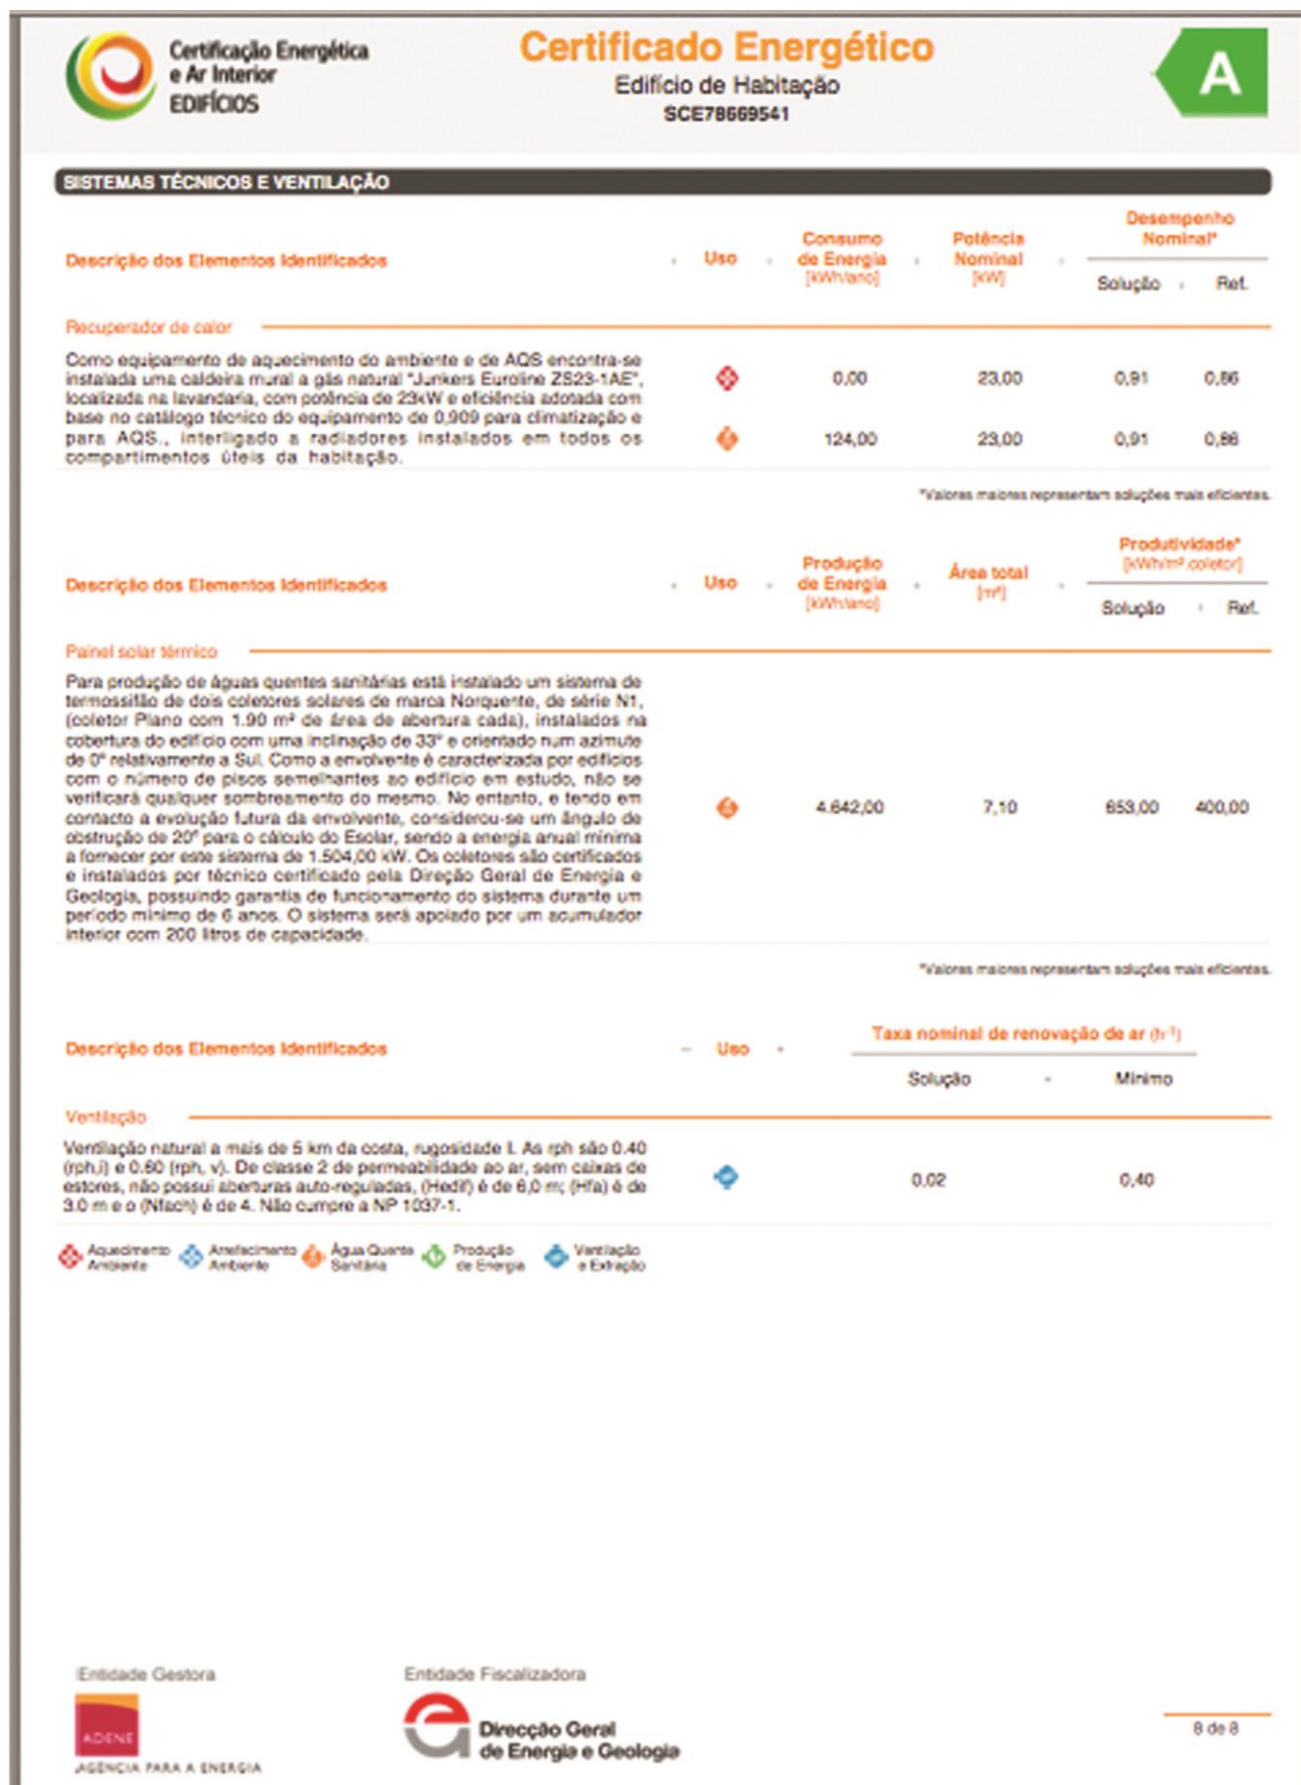 Certificação Energética
e Ar Interior
EDIFÍCIOS
Certificado Energético
Edifício de Habitação
SCE78669541
A
SISTEMAS TÉCNICOS E VENTILAÇÃO
Descrição dos Elementos Identificados
Uso
Consumo
de Energia
[kWh/ano]
Potência
Nominal
[kW]
Desempenho
Nominal*
Solução Ref.
Recuperador de calor
Como equipamento de aquecimento do ambiente e de AQS encontra-se
instalada uma caldeira mural a gás natural "Junkers Euroline ZS23-1AE",
localizada na lavandaria, com potência de 23kW e eficiência adotada com
base no catálogo técnico do equipamento de 0,909 para climatização e
para AQS., interligado a radiadores instalados em todos os
compartimentos úteis da habitação.
0,00 23,00 0,91 0,86
124,00 23,00 0,91 0,86
*Valores maiores representam soluções mais eficientes.
Descrição dos Elementos Identificados
Uso
Produção
de Energia
[kWh/ano]
Área total
[m²]
Produtividade*
[kWh/m².coletor]
Solução Ref.
Painel solar térmico
Para produção de águas quentes sanitárias está instalado um sistema de
termossifão de dois coletores solares de marca Norquente, de série N1,
(coletor Plano com 1.90 m² de área de abertura cada), instalados na
cobertura do edifício com uma inclinação de 33º e orientado num azimute
de 0º relativamente a Sul. Como a envolvente é caracterizada por edifícios
com o número de pisos semelhantes ao edifício em estudo, não se
verificará qualquer sombreamento do mesmo. No entanto, e tendo em
contacto a evolução futura da envolvente, considerou-se um ângulo de
obstrução de 20º para o cálculo do Esolar, sendo a energia anual mínima
a fornecer por este sistema de 1.504,00 kW. Os coletores são certificados
e instalados por técnico certificado pela Direção Geral de Energia e
Geologia, possuindo garantia de funcionamento do sistema durante um
período mínimo de 6 anos. O sistema será apoiado por um acumulador
interior com 200 litros de capacidade.
4.642,00 7,10 653,00 400,00
*Valores maiores representam soluções mais eficientes.
Descrição dos Elementos Identificados
Uso
Taxa nominal de renovação de ar (h⁻¹)
Solução Mínimo
Ventilação
Ventilação natural a mais de 5 km da costa, rugosidade I. As rph são 0.40
(rph,i) e 0.60 (rph, v). De classe 2 de permeabilidade ao ar, sem caixas de
estores, não possui aberturas auto-reguladas, (Hedif) é de 6,0 m; (Hfa) é de
3.0 m e o (Nfach) é de 4. Não cumpre a NP 1037-1.
0,02 0,40
Aquecimento
Ambiente
Arrefecimento
Ambiente
Água Quente
Sanitária
Produção
de Energia
Ventilação
e Extração
Entidade Gestora
ADENE
AGÊNCIA PARA A ENERGIA
Entidade Fiscalizadora
Direcção Geral
de Energia e Geologia
8 de 8